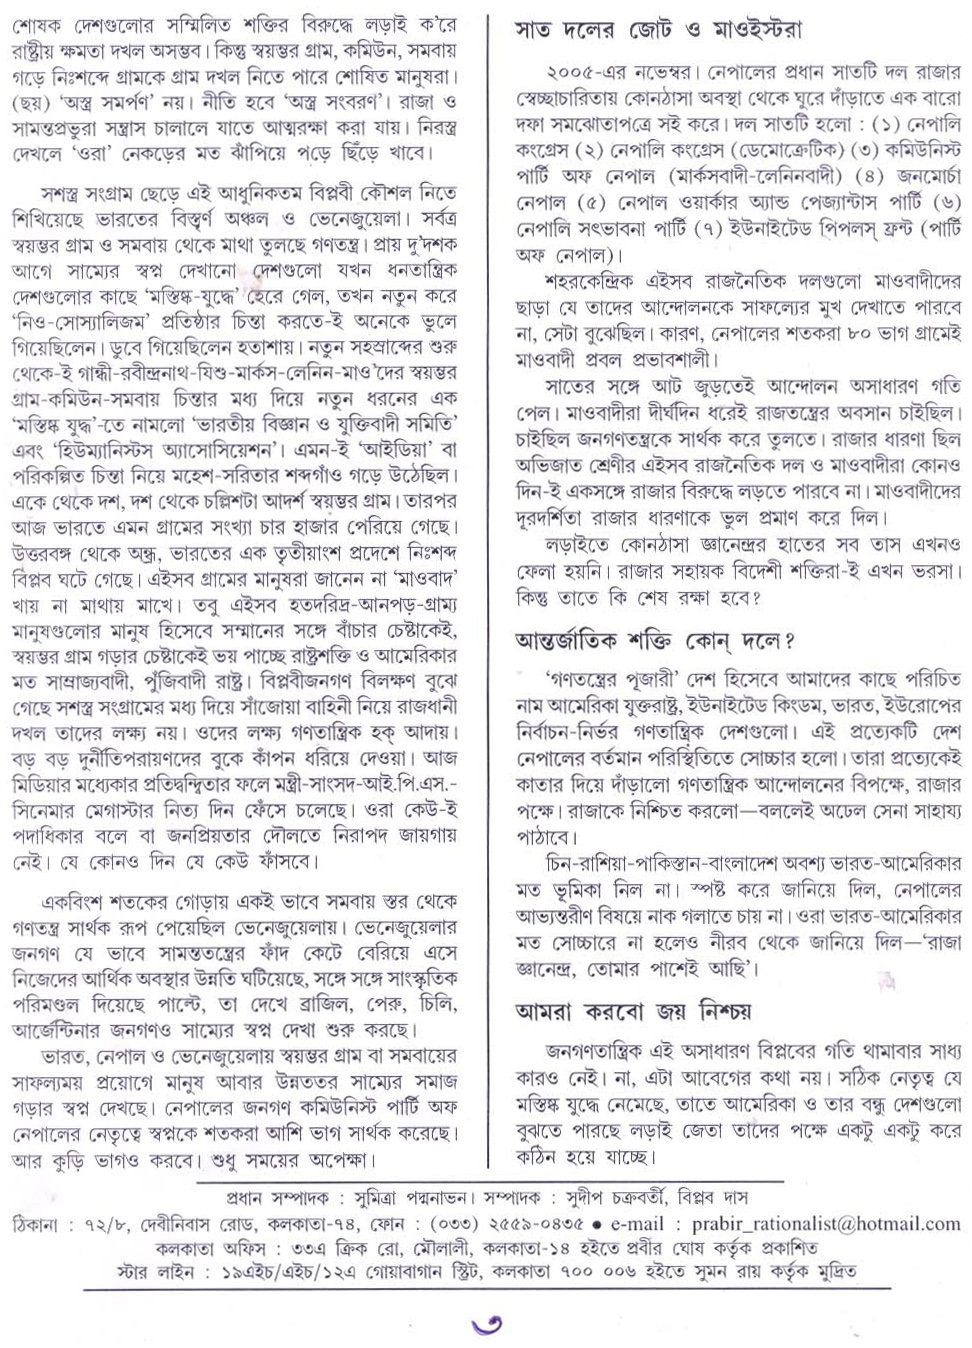 শোষক দেশগুলোর সম্মিলিত শক্তির বিরুদ্ধে লড়াই ক'রে
রাষ্ট্রীয় ক্ষমতা দখল অসম্ভব। কিন্তু স্বয়ম্ভর গ্রাম, কমিউন, সমবায়
গড়ে নিঃশব্দে গ্রামকে গ্রাম দখল নিতে পারে শোষিত মানুষরা।
(ছয়) ‘অস্ত্র সমর্পণ’ নয়। নীতি হবে ‘অস্ত্র সংবরণ’। রাজা ও
সামন্তপ্রভুরা সন্ত্রাস চালালে যাতে আত্মরক্ষা করা যায়। নিরস্ত্র
দেখলে ‘ওরা’ নেকড়ের মত ঝাঁপিয়ে পড়ে ছিঁড়ে খাবে।
সশস্ত্র সংগ্রাম ছেড়ে এই আধুনিকতম বিপ্লবী কৌশল নিতে
শিখিয়েছে ভারতের বিস্তৃর্ণ অঞ্চল ও ভেনেজুয়েলা। সর্বত্র
স্বয়ম্ভর গ্রাম ও সমবায় থেকে মাথা তুলছে গণতন্ত্র। প্রায় দু'দশক
আগে সাম্যের স্বপ্ন দেখানো দেশগুলো যখন ধনতান্ত্রিক
দেশগুলোর কাছে ‘মস্তিষ্ক-যুদ্ধে’ হেরে গেল, তখন নতুন করে
‘নিও-সোস্যালিজম’ প্রতিষ্ঠার চিন্তা করতে-ই অনেকে ভুলে
গিয়েছিলেন। ডুবে গিয়েছিলেন হতাশায়। নতুন সহস্রাব্দের শুরু
থেকে-ই গান্ধী-রবীন্দ্রনাথ-যিশু-মার্কস-লেনিন-মাও'দের স্বয়ম্ভর
গ্রাম-কমিউন-সমবায় চিন্তার মধ্য দিয়ে নতুন ধরনের এক
‘মস্তিষ্ক যুদ্ধ’-তে নামলো ‘ভারতীয় বিজ্ঞান ও যুক্তিবাদী সমিতি’
এবং ‘হিউম্যানিস্টস অ্যাসোসিয়েশন’। এমন-ই ‘আইডিয়া’ বা
পরিকল্পিত চিন্তা নিয়ে মহেশ-সরিতার শব্দগাঁও গড়ে উঠেছিল।
একে থেকে দশ, দশ থেকে চল্লিশটা আদর্শ স্বয়ম্ভর গ্রাম। তারপর
আজ ভারতে এমন গ্রামের সংখ্যা চার হাজার পেরিয়ে গেছে।
উত্তরবঙ্গ থেকে অন্ধ্র, ভারতের এক তৃতীয়াংশ প্রদেশে নিঃশব্দ
বিপ্লব ঘটে গেছে। এইসব গ্রামের মানুষরা জানেন না ‘মাওবাদ’
খায় না মাথায় মাখে। তবু এইসব হতদরিদ্র-আনপড়-গ্রাম্য
মানুষগুলোর মানুষ হিসেবে সম্মানের সঙ্গে বাঁচার চেষ্টাকেই,
স্বয়ম্ভর গ্রাম গড়ার চেষ্টাকেই ভয় পাচ্ছে রাষ্ট্রশক্তি ও আমেরিকার
মত সাম্রাজ্যবাদী, পুঁজিবাদী রাষ্ট্র। বিপ্লবীজনগণ বিলক্ষণ বুঝে
গেছে সশস্ত্র সংগ্রামের মধ্য দিয়ে সাঁজোয়া বাহিনী নিয়ে রাজধানী
দখল তাদের লক্ষ্য নয়। ওদের লক্ষ্য গণতান্ত্রিক হক্ আদায়।
বড় বড় দুর্নীতিপরায়ণদের বুকে কাঁপন ধরিয়ে দেওয়া। আজ
মিডিয়ার মধ্যেকার প্রতিদ্বন্দ্বিতার ফলে মন্ত্রী-সাংসদ-আই.পি.এস.-
সিনেমার মেগাস্টার নিত্য দিন ফেঁসে চলেছে। ওরা কেউ-ই
পদাধিকার বলে বা জনপ্রিয়তার দৌলতে নিরাপদ জায়গায়
নেই। যে কোনও দিন যে কেউ ফাঁসবে।
একবিংশ শতকের গোড়ায় একই ভাবে সমবায় স্তর থেকে
গণতন্ত্র সার্থক রূপ পেয়েছিল ভেনেজুয়েলায়। ভেনেজুয়েলার
জনগণ যে ভাবে সামন্ততন্ত্রের ফাঁদ কেটে বেরিয়ে এসে
নিজেদের আর্থিক অবস্থার উন্নতি ঘটিয়েছে, সঙ্গে সঙ্গে সাংস্কৃতিক
পরিমণ্ডল দিয়েছে পাল্টে, তা দেখে ব্রাজিল, পেরু, চিলি,
আর্জেন্টিনার জনগণও সাম্যের স্বপ্ন দেখা শুরু করছে।
ভারত, নেপাল ও ভেনেজুয়েলায় স্বয়ম্ভর গ্রাম বা সমবায়ের
সাফল্যময় প্রয়োগে মানুষ আবার উন্নততর সাম্যের সমাজ
গড়ার স্বপ্ন দেখছে। নেপালের জনগণ কমিউনিস্ট পার্টি অফ
নেপালের নেতৃত্বে স্বপ্নকে শতকরা আশি ভাগ সার্থক করেছে।
আর কুড়ি ভাগও করবে। শুধু সময়ের অপেক্ষা।
সাত দলের জোট ও মাওইস্টরা
২০০৫-এর নভেম্বর। নেপালের প্রধান সাতটি দল রাজার
স্বেচ্ছাচারিতায় কোনঠাসা অবস্থা থেকে ঘুরে দাঁড়াতে এক বারো
দফা সমঝোতাপত্রে সই করে। দল সাতটি হলো : (১) নেপালি
কংগ্রেস (২) নেপালি কংগ্রেস (ডেমোক্রেটিক) (৩) কমিউনিস্ট
পার্টি অফ নেপাল (মার্কসবাদী-লেনিনবাদী) (৪) জনমোর্চা
নেপাল (৫) নেপাল ওয়ার্কার অ্যান্ড পেজ্যান্টাস পার্টি (৬)
নেপালি সৎভাবনা পার্টি (৭) ইউনাইটেড পিপলস্ ফ্রন্ট (পার্টি
অফ নেপাল)।
শহরকেন্দ্রিক এইসব রাজনৈতিক দলগুলো মাওবাদীদের
ছাড়া যে তাদের আন্দোলনকে সাফল্যের মুখ দেখাতে পারবে
না, সেটা বুঝেছিল। কারণ, নেপালের শতকরা ৮০ ভাগ গ্রামেই
মাওবাদী প্রবল প্রভাবশালী।
সাতের সঙ্গে আট জুড়তেই আন্দোলন অসাধারণ গতি
পেল। মাওবাদীরা দীর্ঘদিন ধরেই রাজতন্ত্রের অবসান চাইছিল।
চাইছিল জনগণতন্ত্রকে সার্থক করে তুলতে। রাজার ধারণা ছিল
অভিজাত শ্রেণীর এইসব রাজনৈতিক দল ও মাওবাদীরা কোনও
দিন-ই একসঙ্গে রাজার বিরুদ্ধে লড়তে পারবে না। মাওবাদীদের
দূরদর্শিতা রাজার ধারণাকে ভুল প্রমাণ করে দিল।
লড়াইতে কোনঠাসা জ্ঞানেন্দ্রর হাতের সব তাস এখনও
ফেলা হয়নি। রাজার সহায়ক বিদেশী শক্তিরা-ই এখন ভরসা।
কিন্তু তাতে কি শেষ রক্ষা হবে?
আন্তর্জাতিক শক্তি কোন্ দলে?
‘গণতন্ত্রের পূজারী’ দেশ হিসেবে আমাদের কাছে পরিচিত
নাম আমেরিকা যুক্তরাষ্ট্র, ইউনাইটেড কিংডম, ভারত, ইউরোপের
নির্বাচন-নির্ভর গণতান্ত্রিক দেশগুলো। এই প্রত্যেকটি দেশ
নেপালের বর্তমান পরিস্থিতিতে সোচ্চার হলো। তারা প্রত্যেকেই
কাতার দিয়ে দাঁড়ালো গণতান্ত্রিক আন্দোলনের বিপক্ষে, রাজার
পক্ষে। রাজাকে নিশ্চিত করলো—বললেই অঢেল সেনা সাহায্য
পাঠাবে।
চিন-রাশিয়া-পাকিস্তান-বাংলাদেশ অবশ্য ভারত-আমেরিকার
মত ভূমিকা নিল না। স্পষ্ট করে জানিয়ে দিল, নেপালের
আভ্যন্তরীণ বিষয়ে নাক গলাতে চায় না। ওরা ভারত-আমেরিকার
মত সোচ্চারে না হলেও নীরব থেকে জানিয়ে দিল—‘রাজা
জ্ঞানেন্দ্র, তোমার পাশেই আছি’।
আমরা করবো জয় নিশ্চয়
জনগণতান্ত্রিক এই অসাধারণ বিপ্লবের গতি থামাবার সাধ্য
কারও নেই। না, এটা আবেগের কথা নয়। সঠিক নেতৃত্ব যে
মস্তিষ্ক যুদ্ধে নেমেছে, তাতে আমেরিকা ও তার বন্ধু দেশগুলো
বুঝতে পারছে লড়াই জেতা তাদের পক্ষে একটু একটু করে
কঠিন হয়ে যাচ্ছে।
প্রধান সম্পাদক : সুমিত্রা পদ্মনাভন। সম্পাদক : সুদীপ চক্রবর্তী, বিপ্লব দাস
ঠিকানা : ৭২/৮, দেবীনিবাস রোড, কলকাতা-৭৪, ফোন : (০৩৩) ২৫৫৯-০৪৩৫ ● e-mail : prabir_rationalist@hotmail.com
কলকাতা অফিস : ৩৩এ ক্রিক রো, মৌলালী, কলকাতা-১৪ হইতে প্রবীর ঘোষ কর্তৃক প্রকাশিত
স্টার লাইন : ১৯এইচ/এইচ/১২এ গোয়াবাগান স্ট্রিট, কলকাতা ৭০০ ০০৬ হইতে সুমন রায় কর্তৃক মুদ্রিত
৩